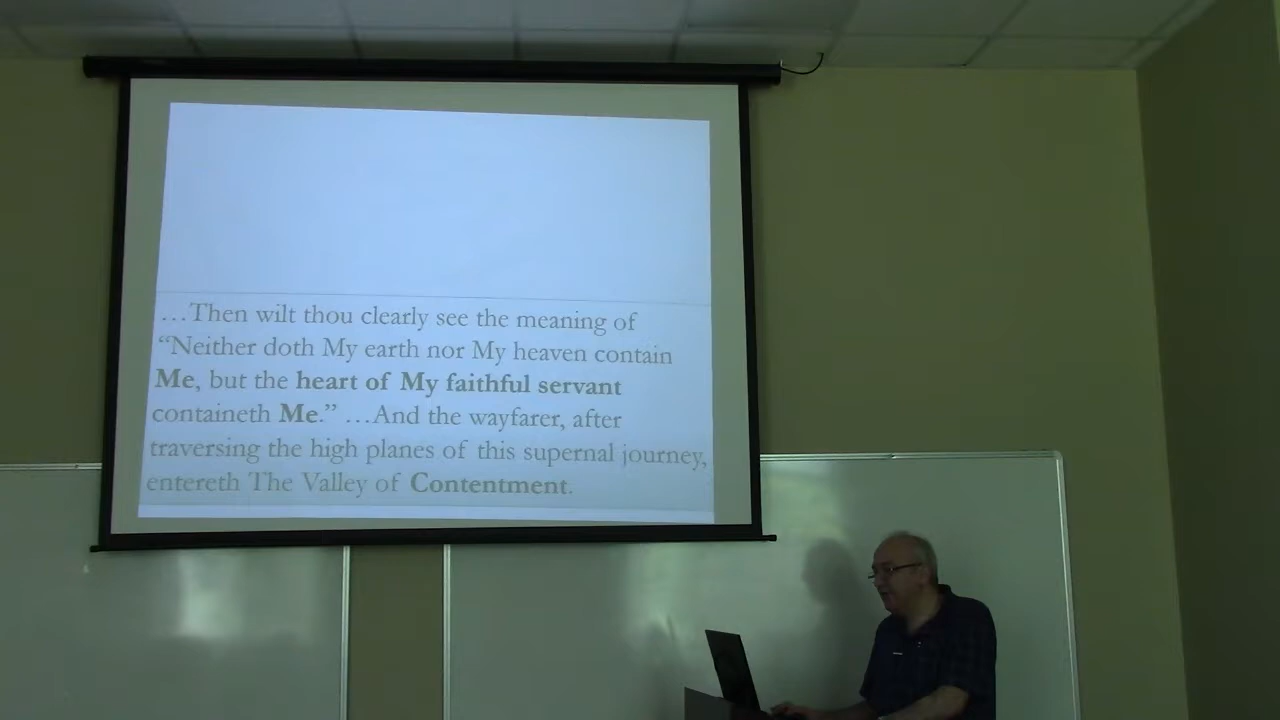 …Then wilt thou clearly see the meaning of
“Neither doth My earth nor My heaven contain
Me, but the heart of My faithful servant
containeth Me.” …And the wayfarer, after
traversing the high planes of this supernal journey,
entereth The Valley of Contentment.